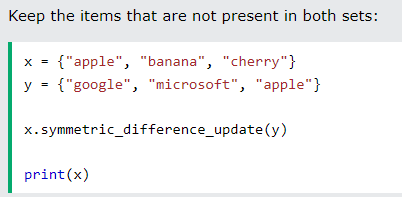 Keep the items that are not present in both sets:
x = {"apple", "banana", "cherry"}
y = {"google", "microsoft", "apple"}
x.symmetric_difference_update(y)
print(x)